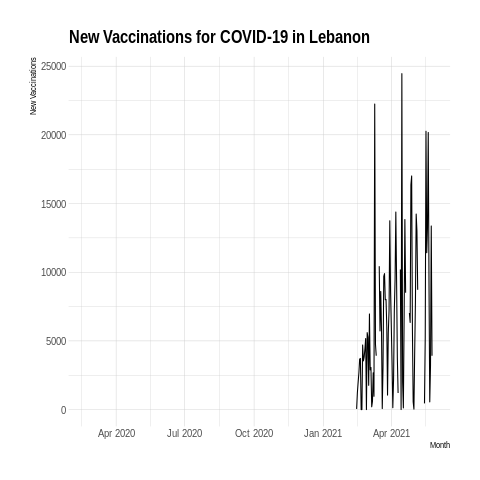 New Vaccinations for COVID-19 in Lebanon
New Vaccinations
25000
20000
15000
10000
5000
0
Apr 2020
Jul 2020
Oct 2020
Jan 2021
Apr 2021
Month